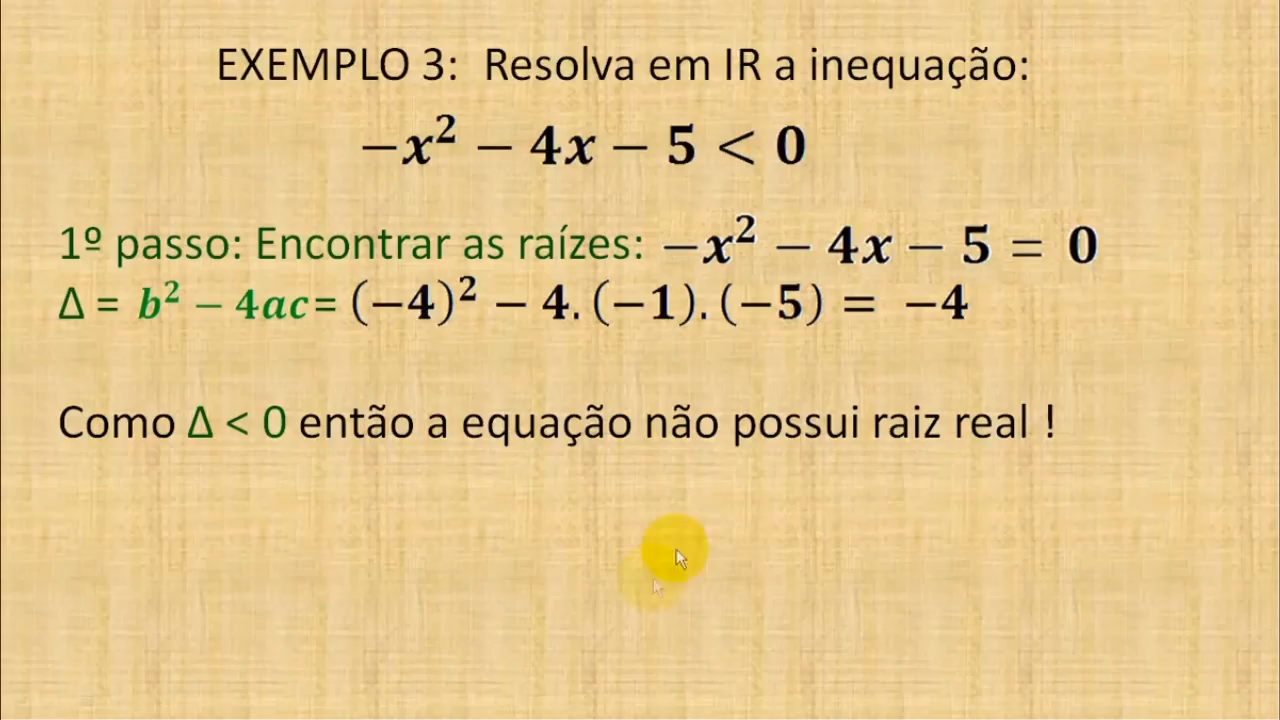 EXEMPLO 3: Resolva em IR a inequação:
−x² − 4x − 5 < 0
1º passo: Encontrar as raízes: −x² − 4x − 5 = 0
Δ = b² − 4ac= (−4)² − 4.(−1).(−5) = −4
Como Δ < 0 então a equação não possui raiz real !